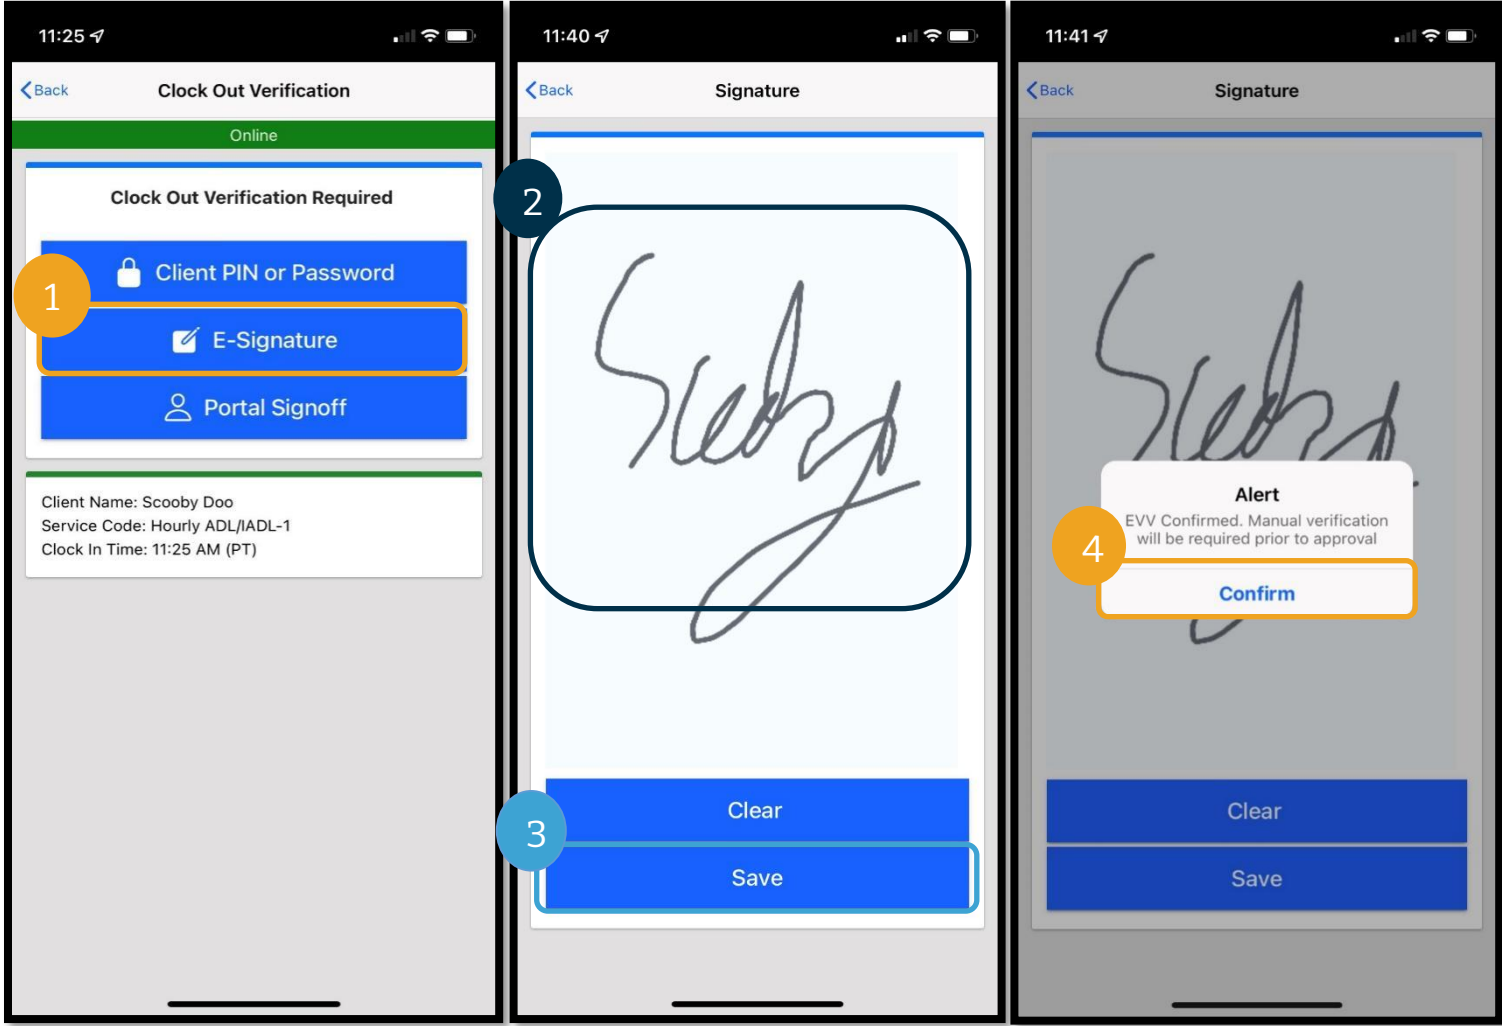 11:25
Back
Clock Out Verification
Online
Clock Out Verification Required
Client PIN or Password
1
E-Signature
Portal Signoff
Client Name: Scooby Doo
Service Code: Hourly ADL/IADL-1
Clock In Time: 11:25 AM (PT)
11:40
Back
Signature
2
Scooby
Clear
3
Save
11:41
Back
Signature
Scooby
Alert
EVV Confirmed. Manual verification
will be required prior to approval
4
Confirm
Clear
Save